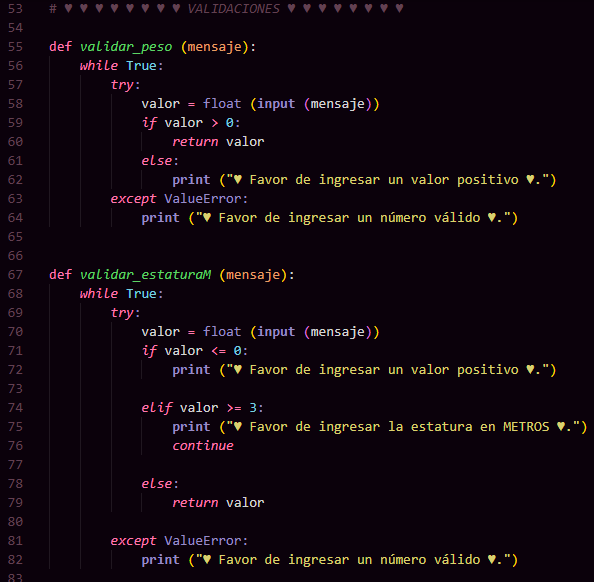 53 # ♥ ♥ ♥ ♥ ♥ ♥ ♥ ♥ VALIDACIONES ♥ ♥ ♥ ♥ ♥ ♥ ♥ ♥
54
55 def validar_peso (mensaje):
56     while True:
57         try:
58             valor = float (input (mensaje))
59             if valor > 0:
60                 return valor
61             else:
62                 print ("♥ Favor de ingresar un valor positivo ♥.")
63         except ValueError:
64             print ("♥ Favor de ingresar un número válido ♥.")
65
66
67 def validar_estaturaM (mensaje):
68     while True:
69         try:
70             valor = float (input (mensaje))
71             if valor <= 0:
72                 print ("♥ Favor de ingresar un valor positivo ♥.")
73
74             elif valor >= 3:
75                 print ("♥ Favor de ingresar la estatura en METROS ♥.")
76                 continue
77
78             else:
79                 return valor
80
81         except ValueError:
82             print ("♥ Favor de ingresar un número válido ♥.")
83